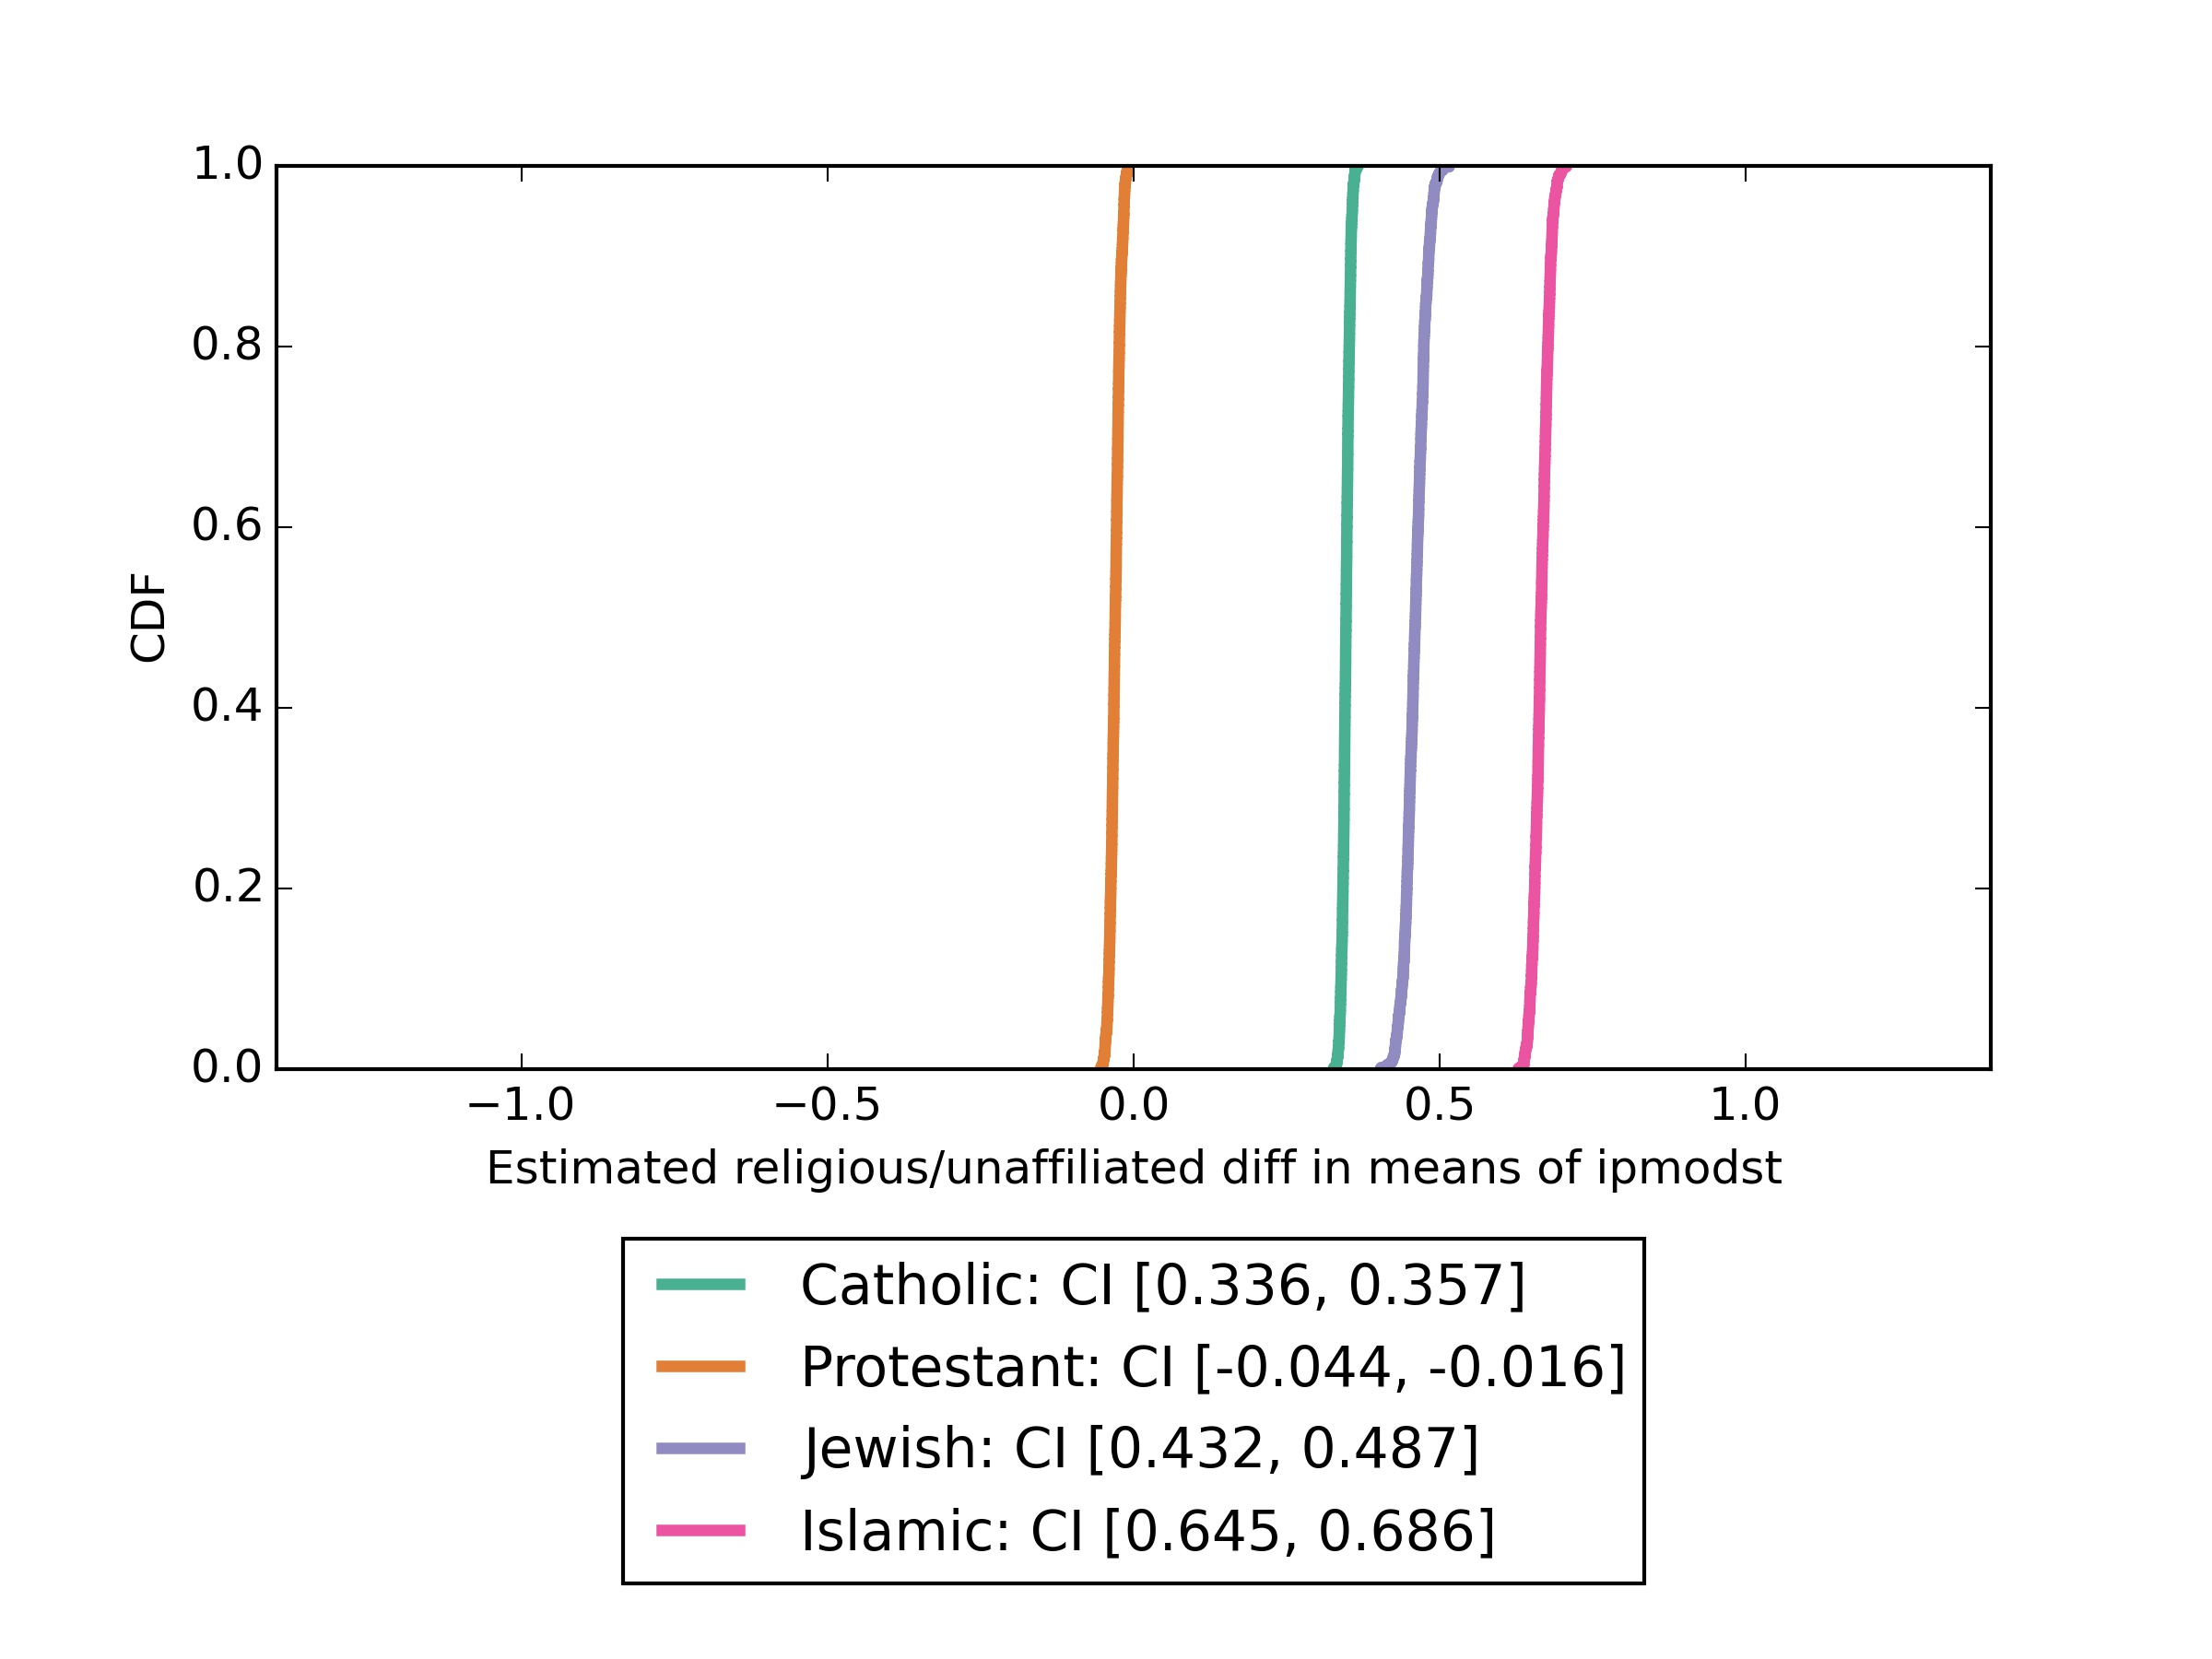 1.0
0.8
0.6
0.4
0.2
0.0
CDF
−1.0 −0.5 0.0 0.5 1.0
Estimated religious/unaffiliated diff in means of ipmodst
Catholic: CI [0.336, 0.357]
Protestant: CI [-0.044, -0.016]
Jewish: CI [0.432, 0.487]
Islamic: CI [0.645, 0.686]